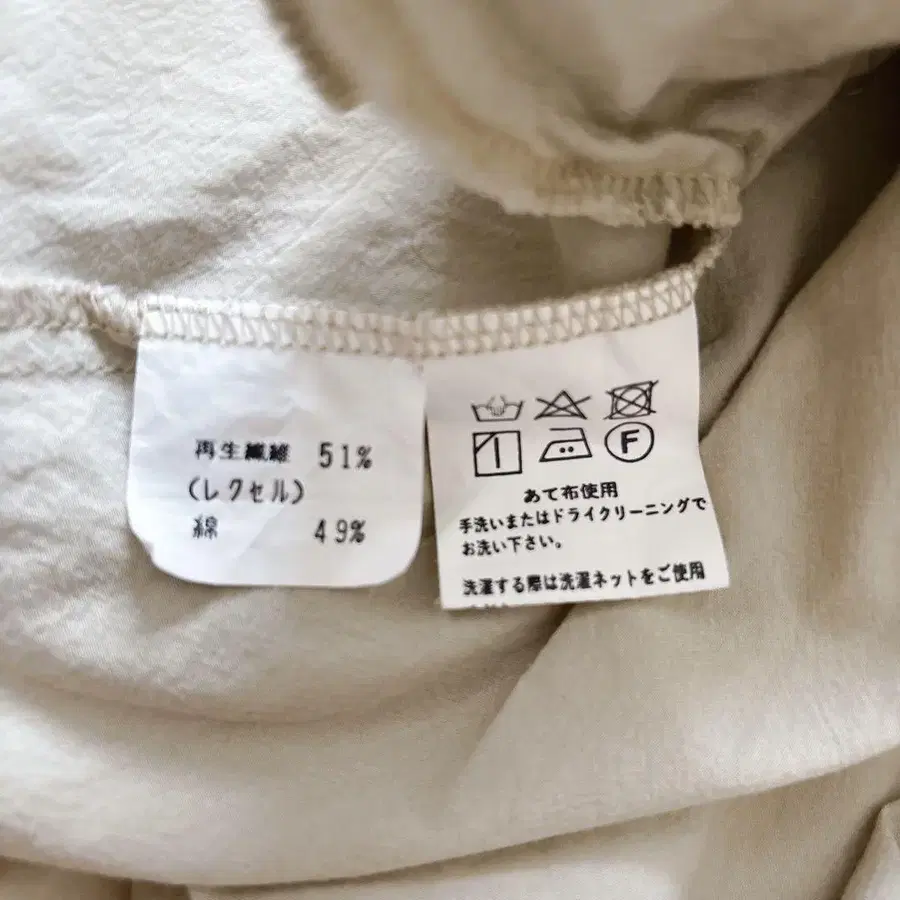 再生繊維 51%
(レクセル)
綿 49%
F
あて布使用
手洗いまたはドライクリーニングで
お洗い下さい。
洗濯する際は洗濯ネットをご使用